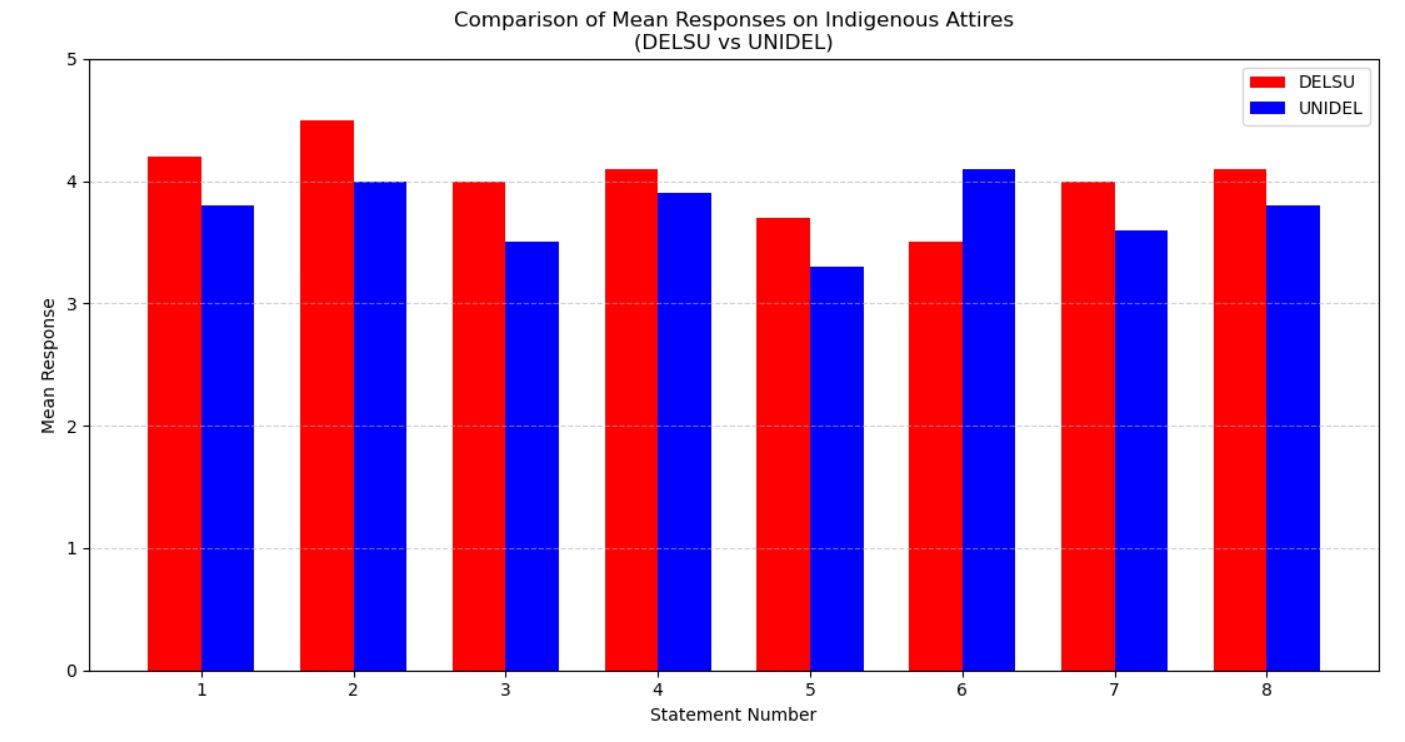 Comparison of Mean Responses on Indigenous Attires
(DELSU vs UNIDEL)
DELSU
UNIDEL
Mean Response
5
4
3
2
1
0
1 2 3 4 5 6 7 8
Statement Number